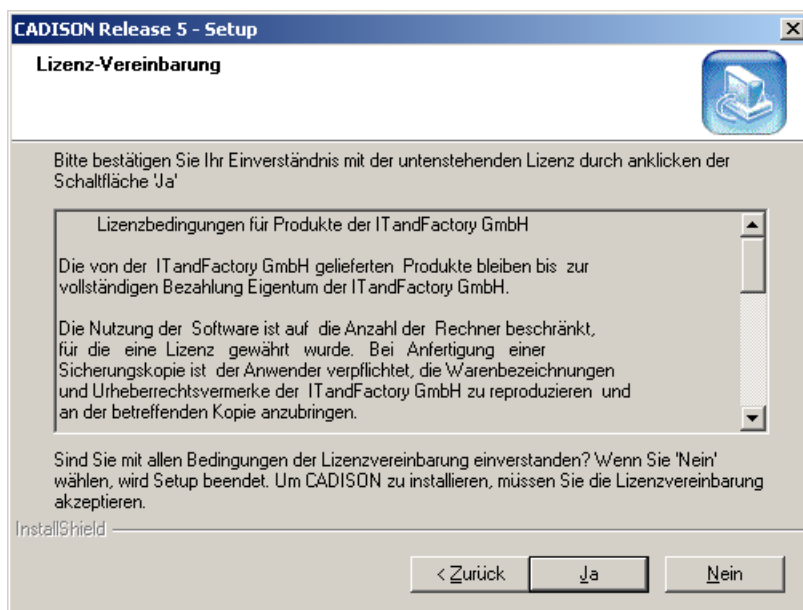 CADISON Release 5 - Setup
Lizenz-Vereinbarung
Bitte bestätigen Sie Ihr Einverständnis mit der untenstehenden Lizenz durch anklicken der
Schaltfläche 'Ja'
Lizenzbedingungen für Produkte der ITandFactory GmbH
Die von der ITandFactory GmbH gelieferten Produkte bleiben bis zur
vollständigen Bezahlung Eigentum der ITandFactory GmbH.
Die Nutzung der Software ist auf die Anzahl der Rechner beschränkt,
für die eine Lizenz gewährt wurde. Bei Anfertigung einer
Sicherungskopie ist der Anwender verpflichtet, die Warenbezeichnungen
und Urheberrechtsvermerke der ITandFactory GmbH zu reproduzieren und
an der betreffenden Kopie anzubringen.
Sind Sie mit allen Bedingungen der Lizenzvereinbarung einverstanden? Wenn Sie 'Nein'
wählen, wird Setup beendet. Um CADISON zu installieren, müssen Sie die Lizenzvereinbarung
akzeptieren.
InstallShield
< Zurück Ja Nein